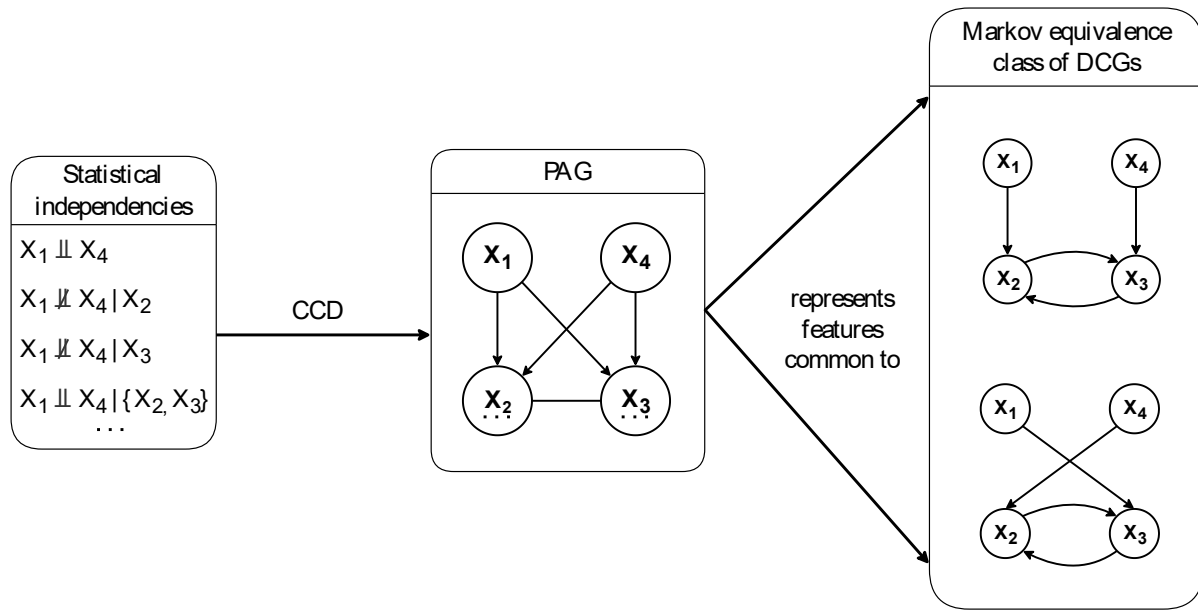 Statistical
independencies
X₁ ⫫ X₄
X₁ ⫫̸ X₄ | X₂
X₁ ⫫̸ X₄ | X₃
X₁ ⫫ X₄ | {X₂, X₃}
...
CCD
PAG
X₁ X₄
X₂ X₃
... ...
represents
features
common to
Markov equivalence
class of DCGs
X₁ X₄
X₂ X₃
X₁ X₄
X₂ X₃